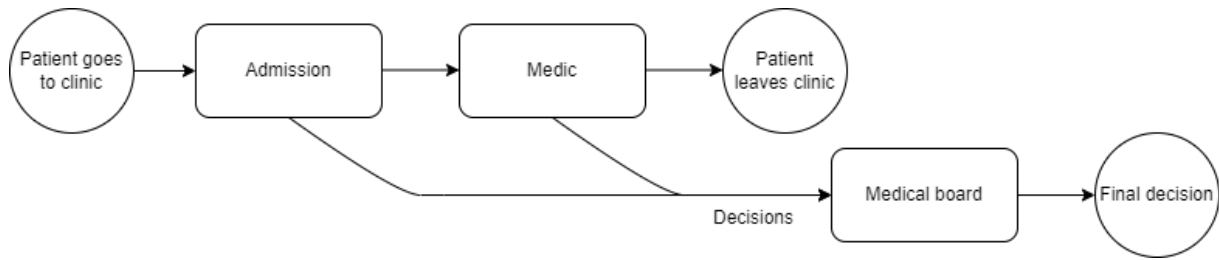 Patient goes
to clinic
Admission
Medic
Patient
leaves clinic
Medical board
Final decision
Decisions